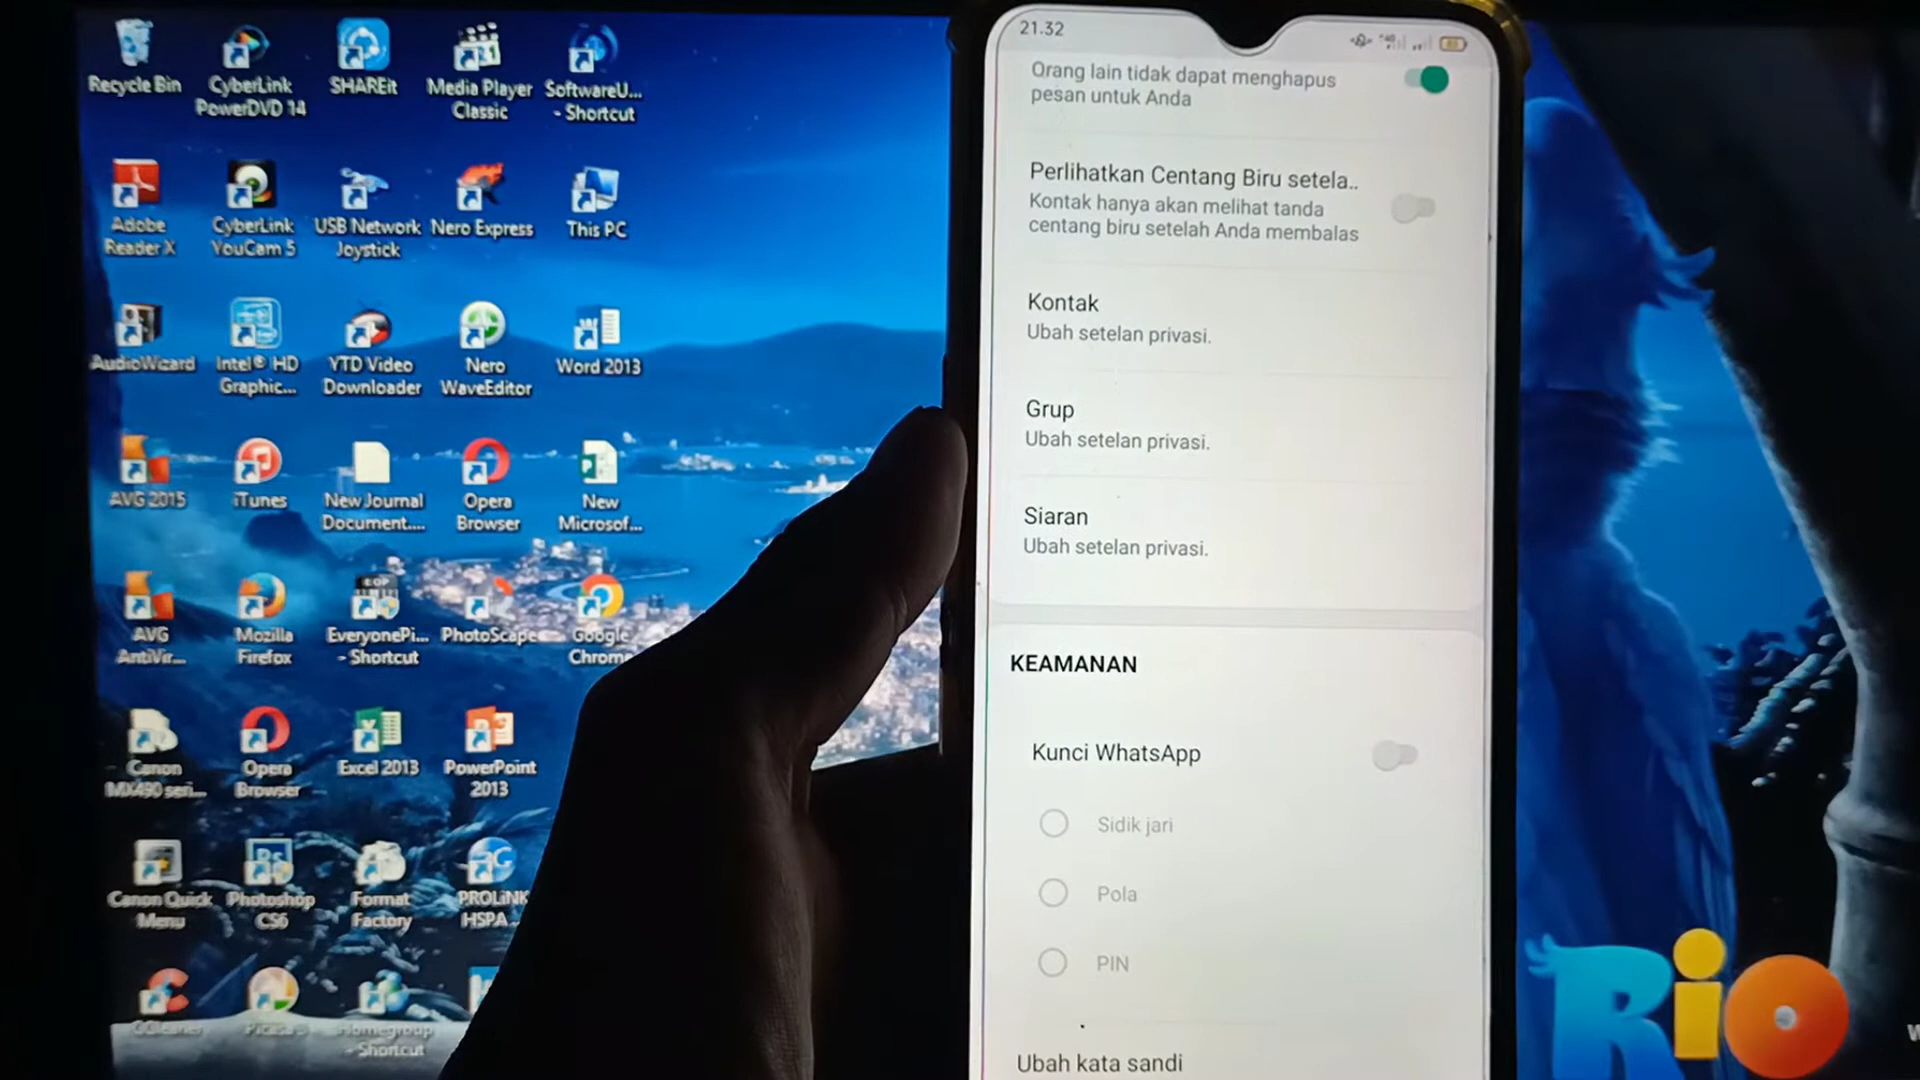 Recycle Bin
CyberLink
PowerDVD 14
SHAREit
Media Player
Classic
SoftwareU...
- Shortcut
Adobe
Reader X
CyberLink
YouCam 5
USB Network
Joystick
Nero Express
This PC
AudioWizard
Intel® HD
Graphic...
YTD Video
Downloader
Nero
WaveEditor
Word 2013
AVG 2015
iTunes
New Journal
Document....
Opera
Browser
New
Microsof...
AVG
AntiVir...
Mozilla
Firefox
EveryonePi...
- Shortcut
PhotoScape
Google
Chrome
Canon
MX490 seri...
Opera
Browser
Excel 2013
PowerPoint
2013
Canon Quick
Menu
Photoshop
CS6
Format
Factory
PROLiNK
HSPA...
CCleaner
Homegroup
- Shortcut
21.32
Orang lain tidak dapat menghapus
pesan untuk Anda
Perlihatkan Centang Biru setela..
Kontak hanya akan melihat tanda
centang biru setelah Anda membalas
Kontak
Ubah setelan privasi.
Grup
Ubah setelan privasi.
Siaran
Ubah setelan privasi.
KEAMANAN
Kunci WhatsApp
Sidik jari
Pola
PIN
Ubah kata sandi
Rio